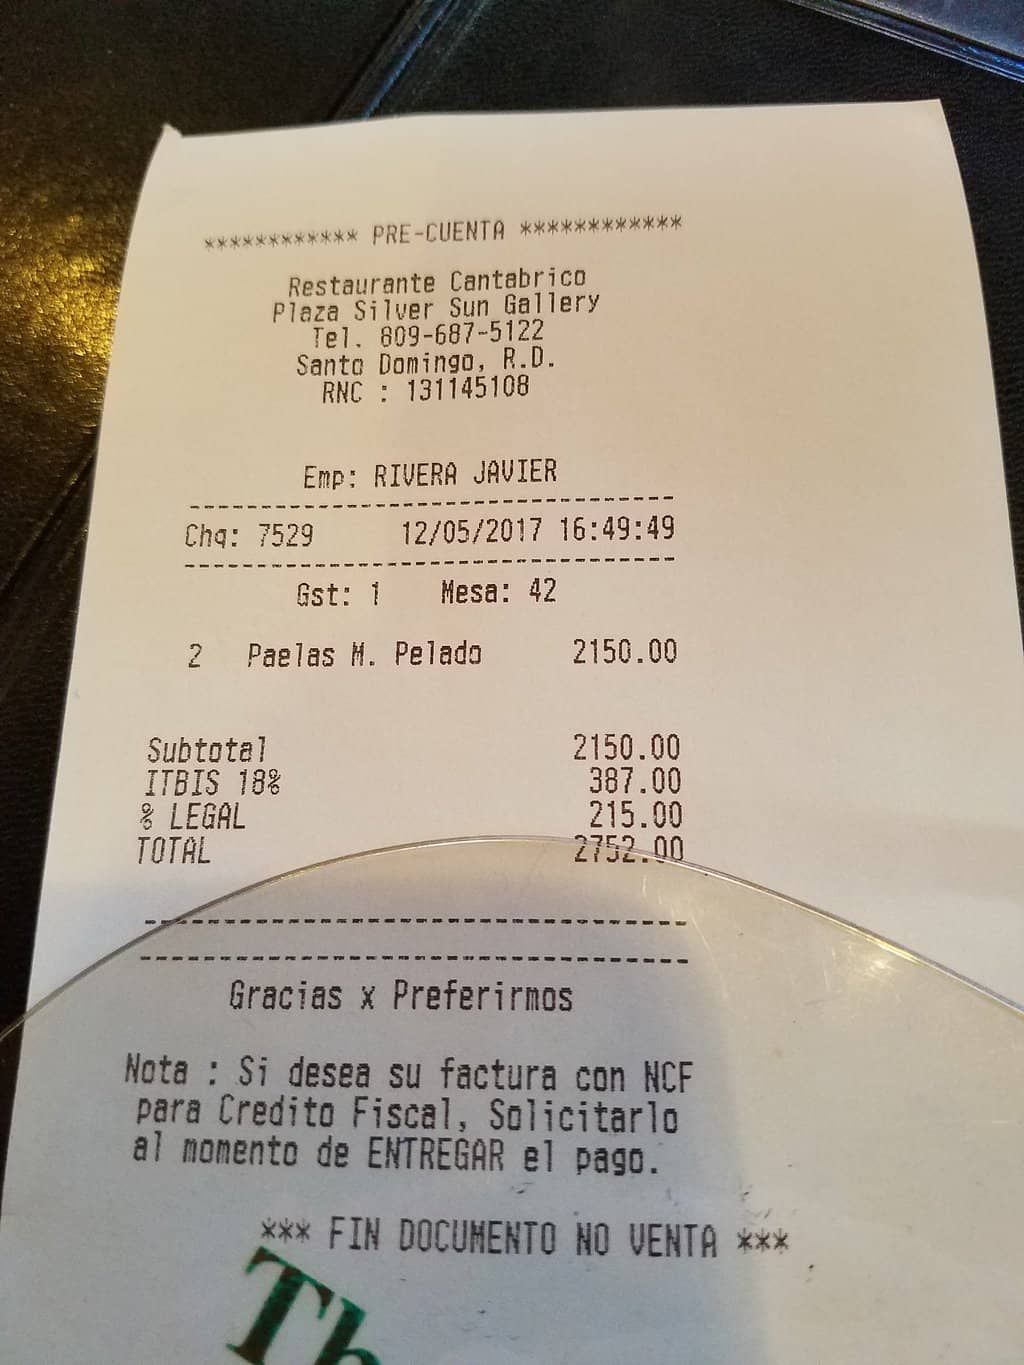 ************ PRE-CUENTA ************
Restaurante Cantabrico
Plaza Silver Sun Gallery
Tel. 809-687-5122
Santo Domingo, R.D.
RNC : 131145108
Emp: RIVERA JAVIER
Chq: 7529 12/05/2017 16:49:49
Gst: 1 Mesa: 42
2 Paelas M. Pelado 2150.00
Subtotal 2150.00
ITBIS 18% 387.00
% LEGAL 215.00
TOTAL 2752.00
Gracias x Preferirmos
Nota : Si desea su factura con NCF
para Credito Fiscal, Solicitarlo
al momento de ENTREGAR el pago.
*** FIN DOCUMENTO NO VENTA ***